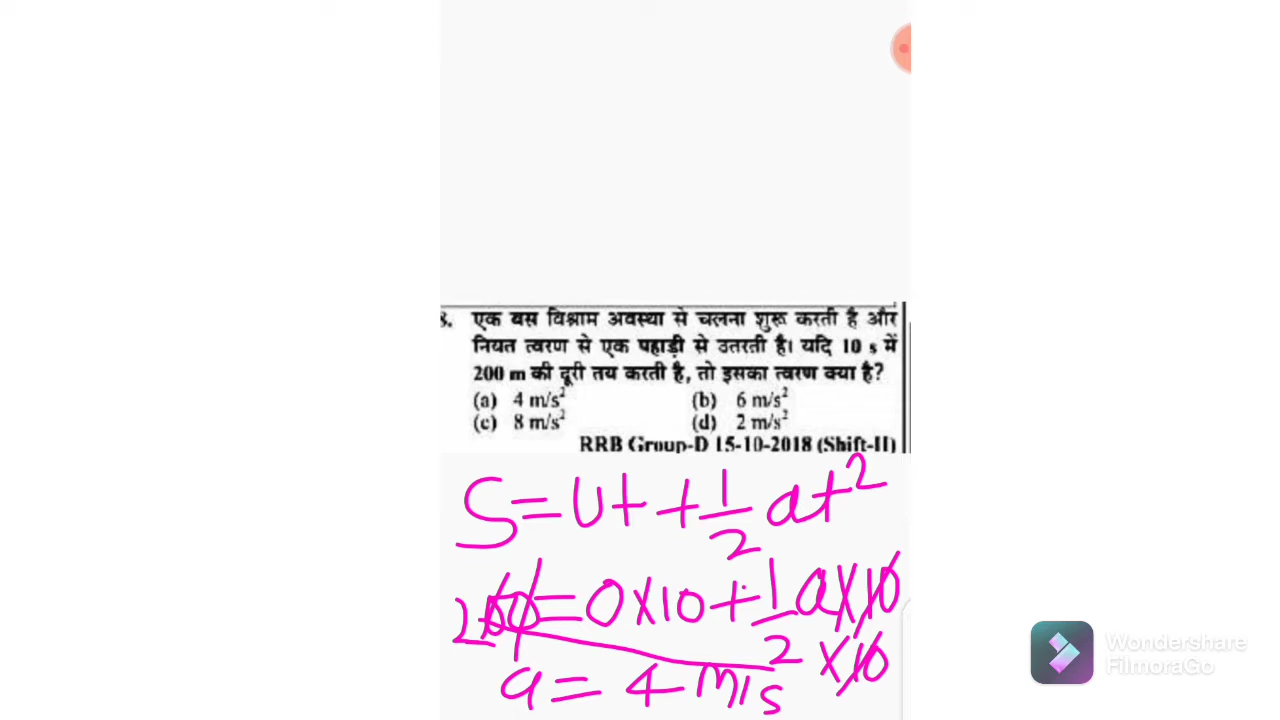 8. एक बस विश्राम अवस्था से चलना शुरू करती है और
नियत त्वरण से एक पहाड़ी से उतरती है। यदि 10 s में
200 m की दूरी तय करती है, तो इसका त्वरण क्या है?
(a) 4 m/s² (b) 6 m/s²
(c) 8 m/s² (d) 2 m/s²
RRB Group-D 15-10-2018 (Shift-II)
S = Ut + 1/2 at²
200 = 0×10 + 1/2 a×10
×10
a = 4 m/s
Wondershare
FilmoraGo